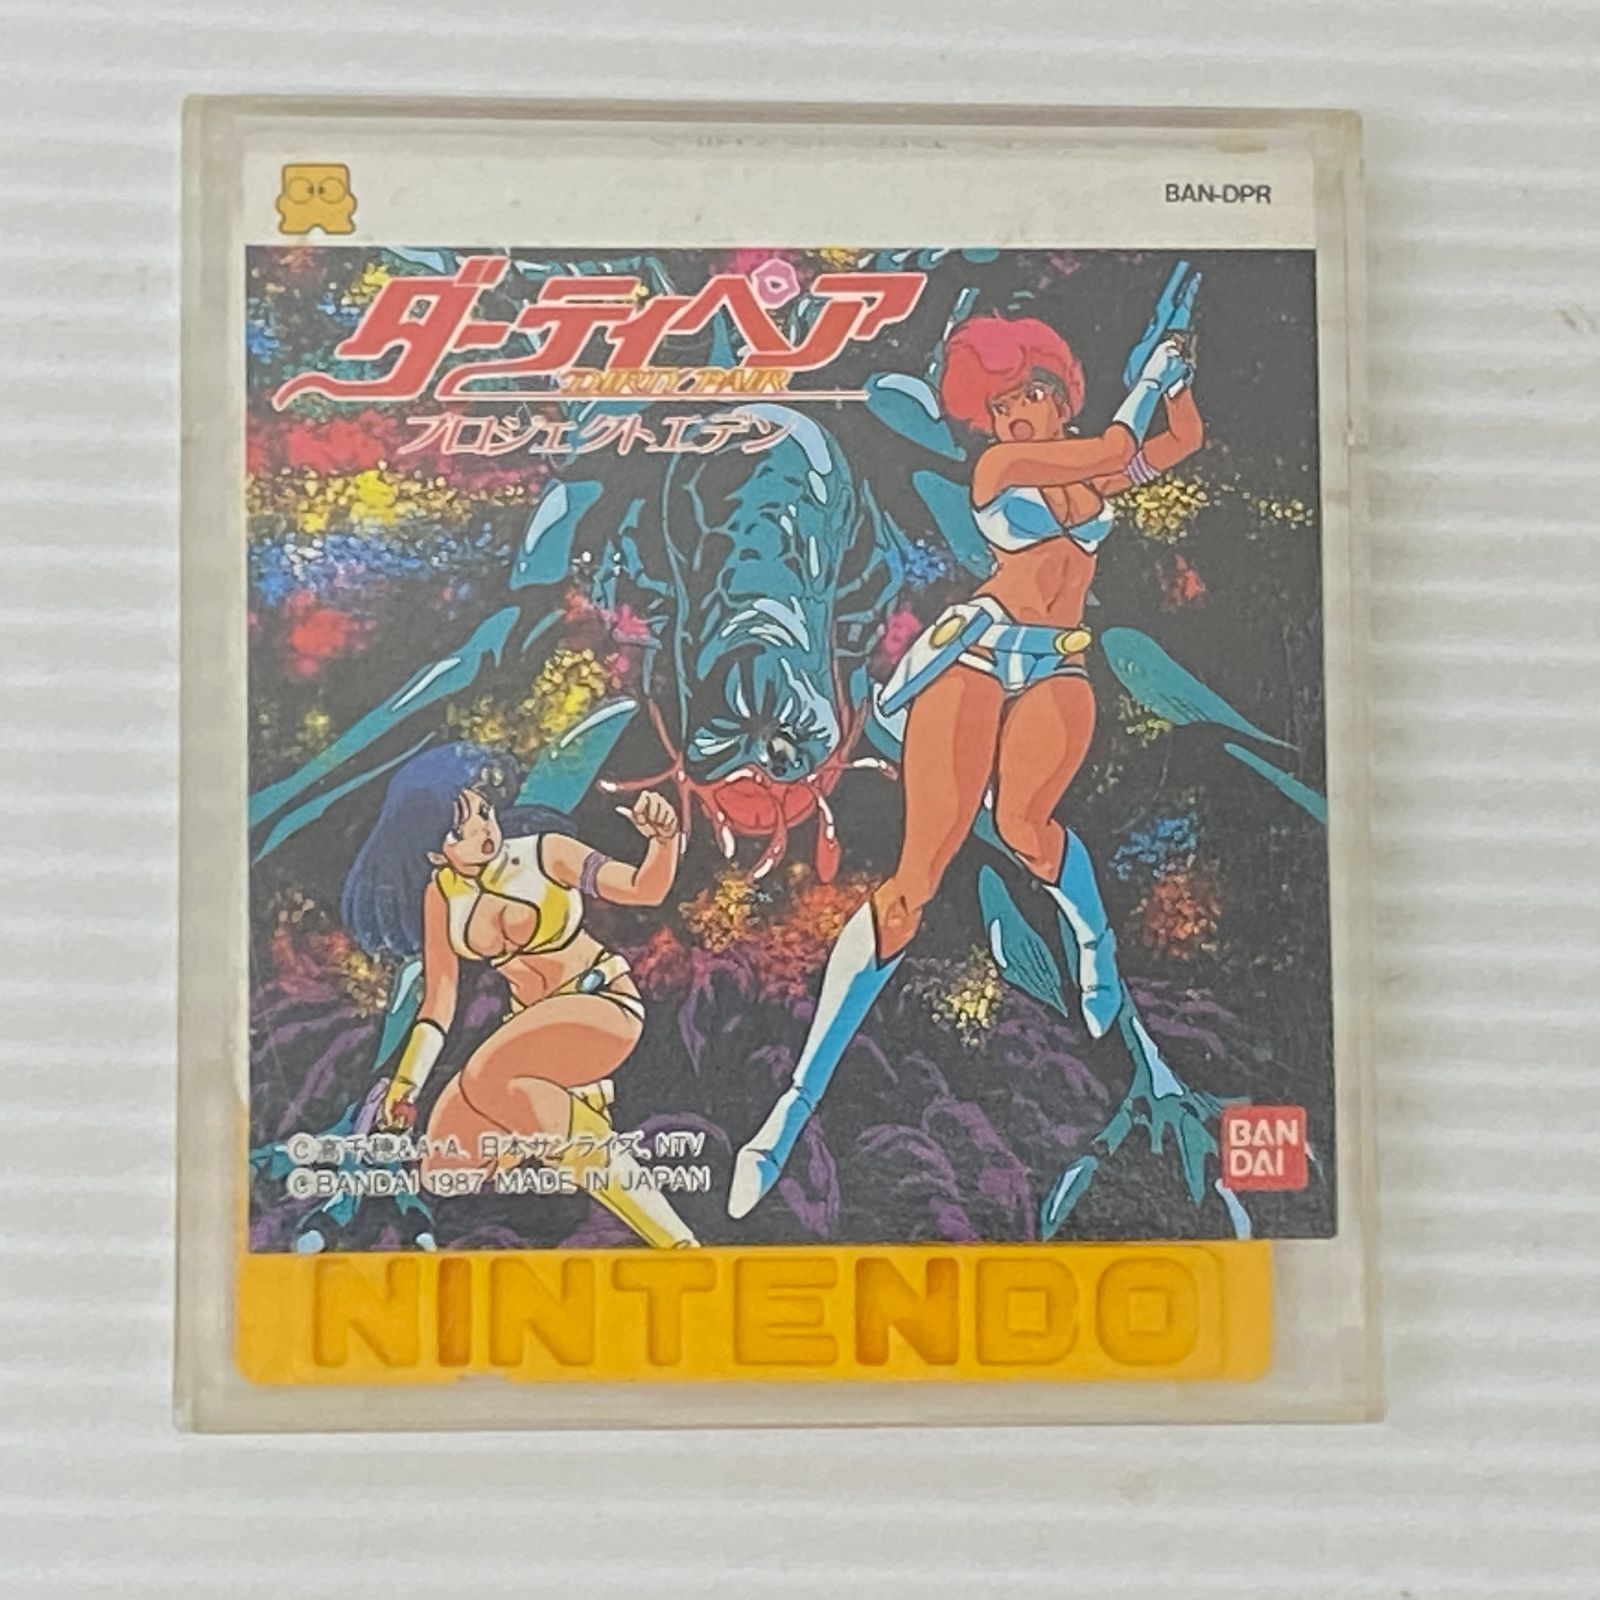 BAN-DPR
ダーティペア
DIRTY PAIR
プロジェクトエデン
©高千穂&A・A、日本サンライズ、NTV
©BANDAI 1987 MADE IN JAPAN
BAN
DAI
NINTENDO